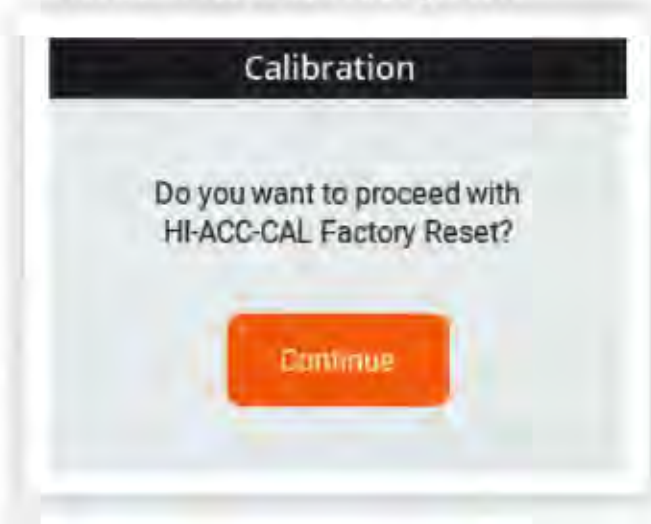 Calibration
Do you want to proceed with
HI-ACC-CAL Factory Reset?
Continue